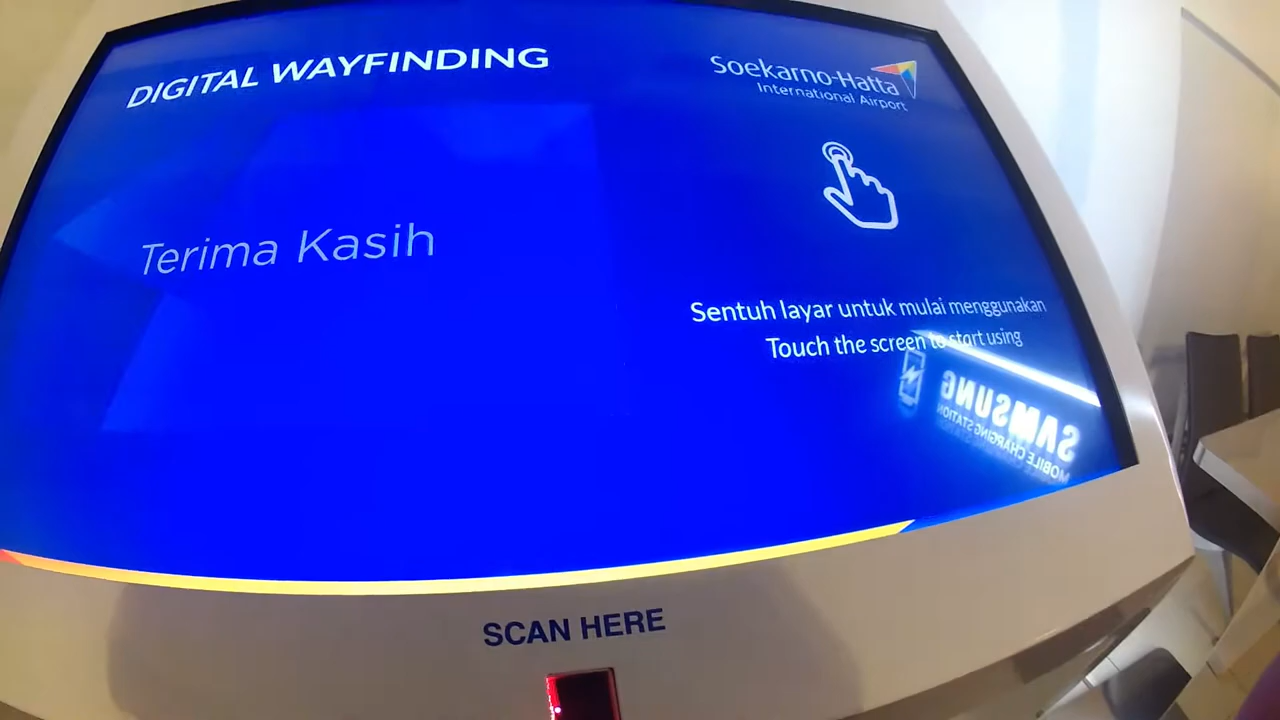 DIGITAL WAYFINDING
Soekarno-Hatta
International Airport
Terima Kasih
Sentuh layar untuk mulai menggunakan
Touch the screen to start using
SAMSUNG
MOBILE CHARGING STATION
SCAN HERE